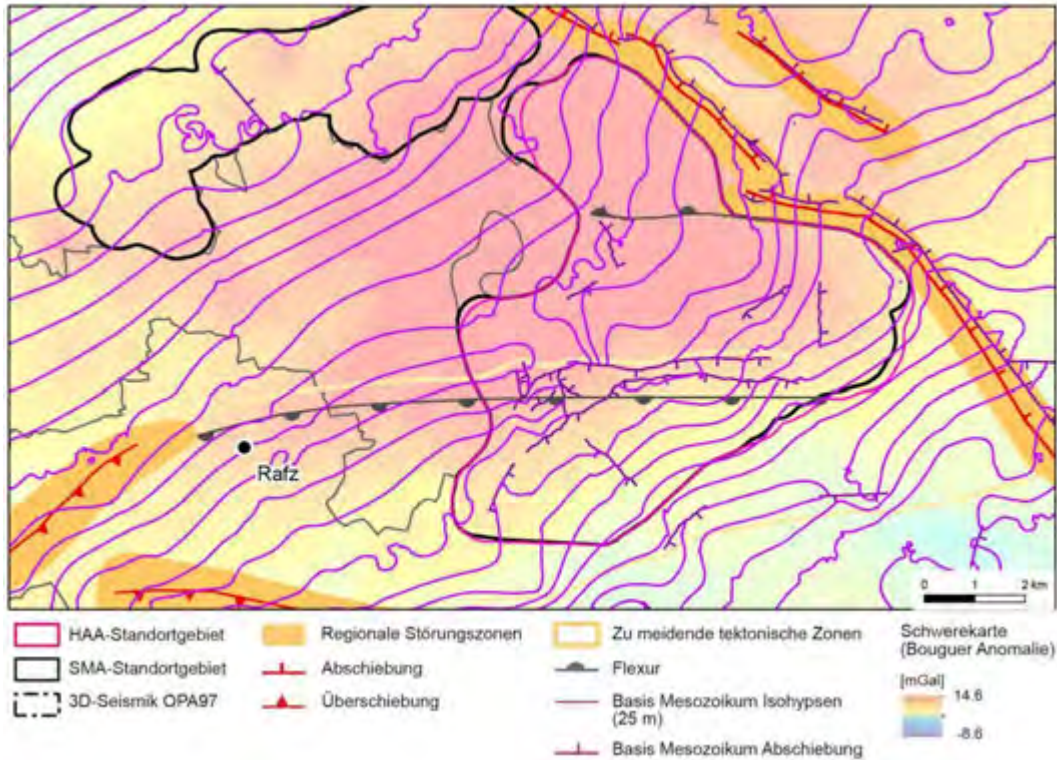 Rafz
0 1 2 km
HAA-Standortgebiet
SMA-Standortgebiet
3D-Seismik OPA97
Regionale Störungszonen
Abschiebung
Überschiebung
Zu meidende tektonische Zonen
Flexur
Basis Mesozoikum Isohypsen
(25 m)
Basis Mesozoikum Abschiebung
Schwerekarte
(Bouguer Anomalie)
[mGal]
14.6
-8.6